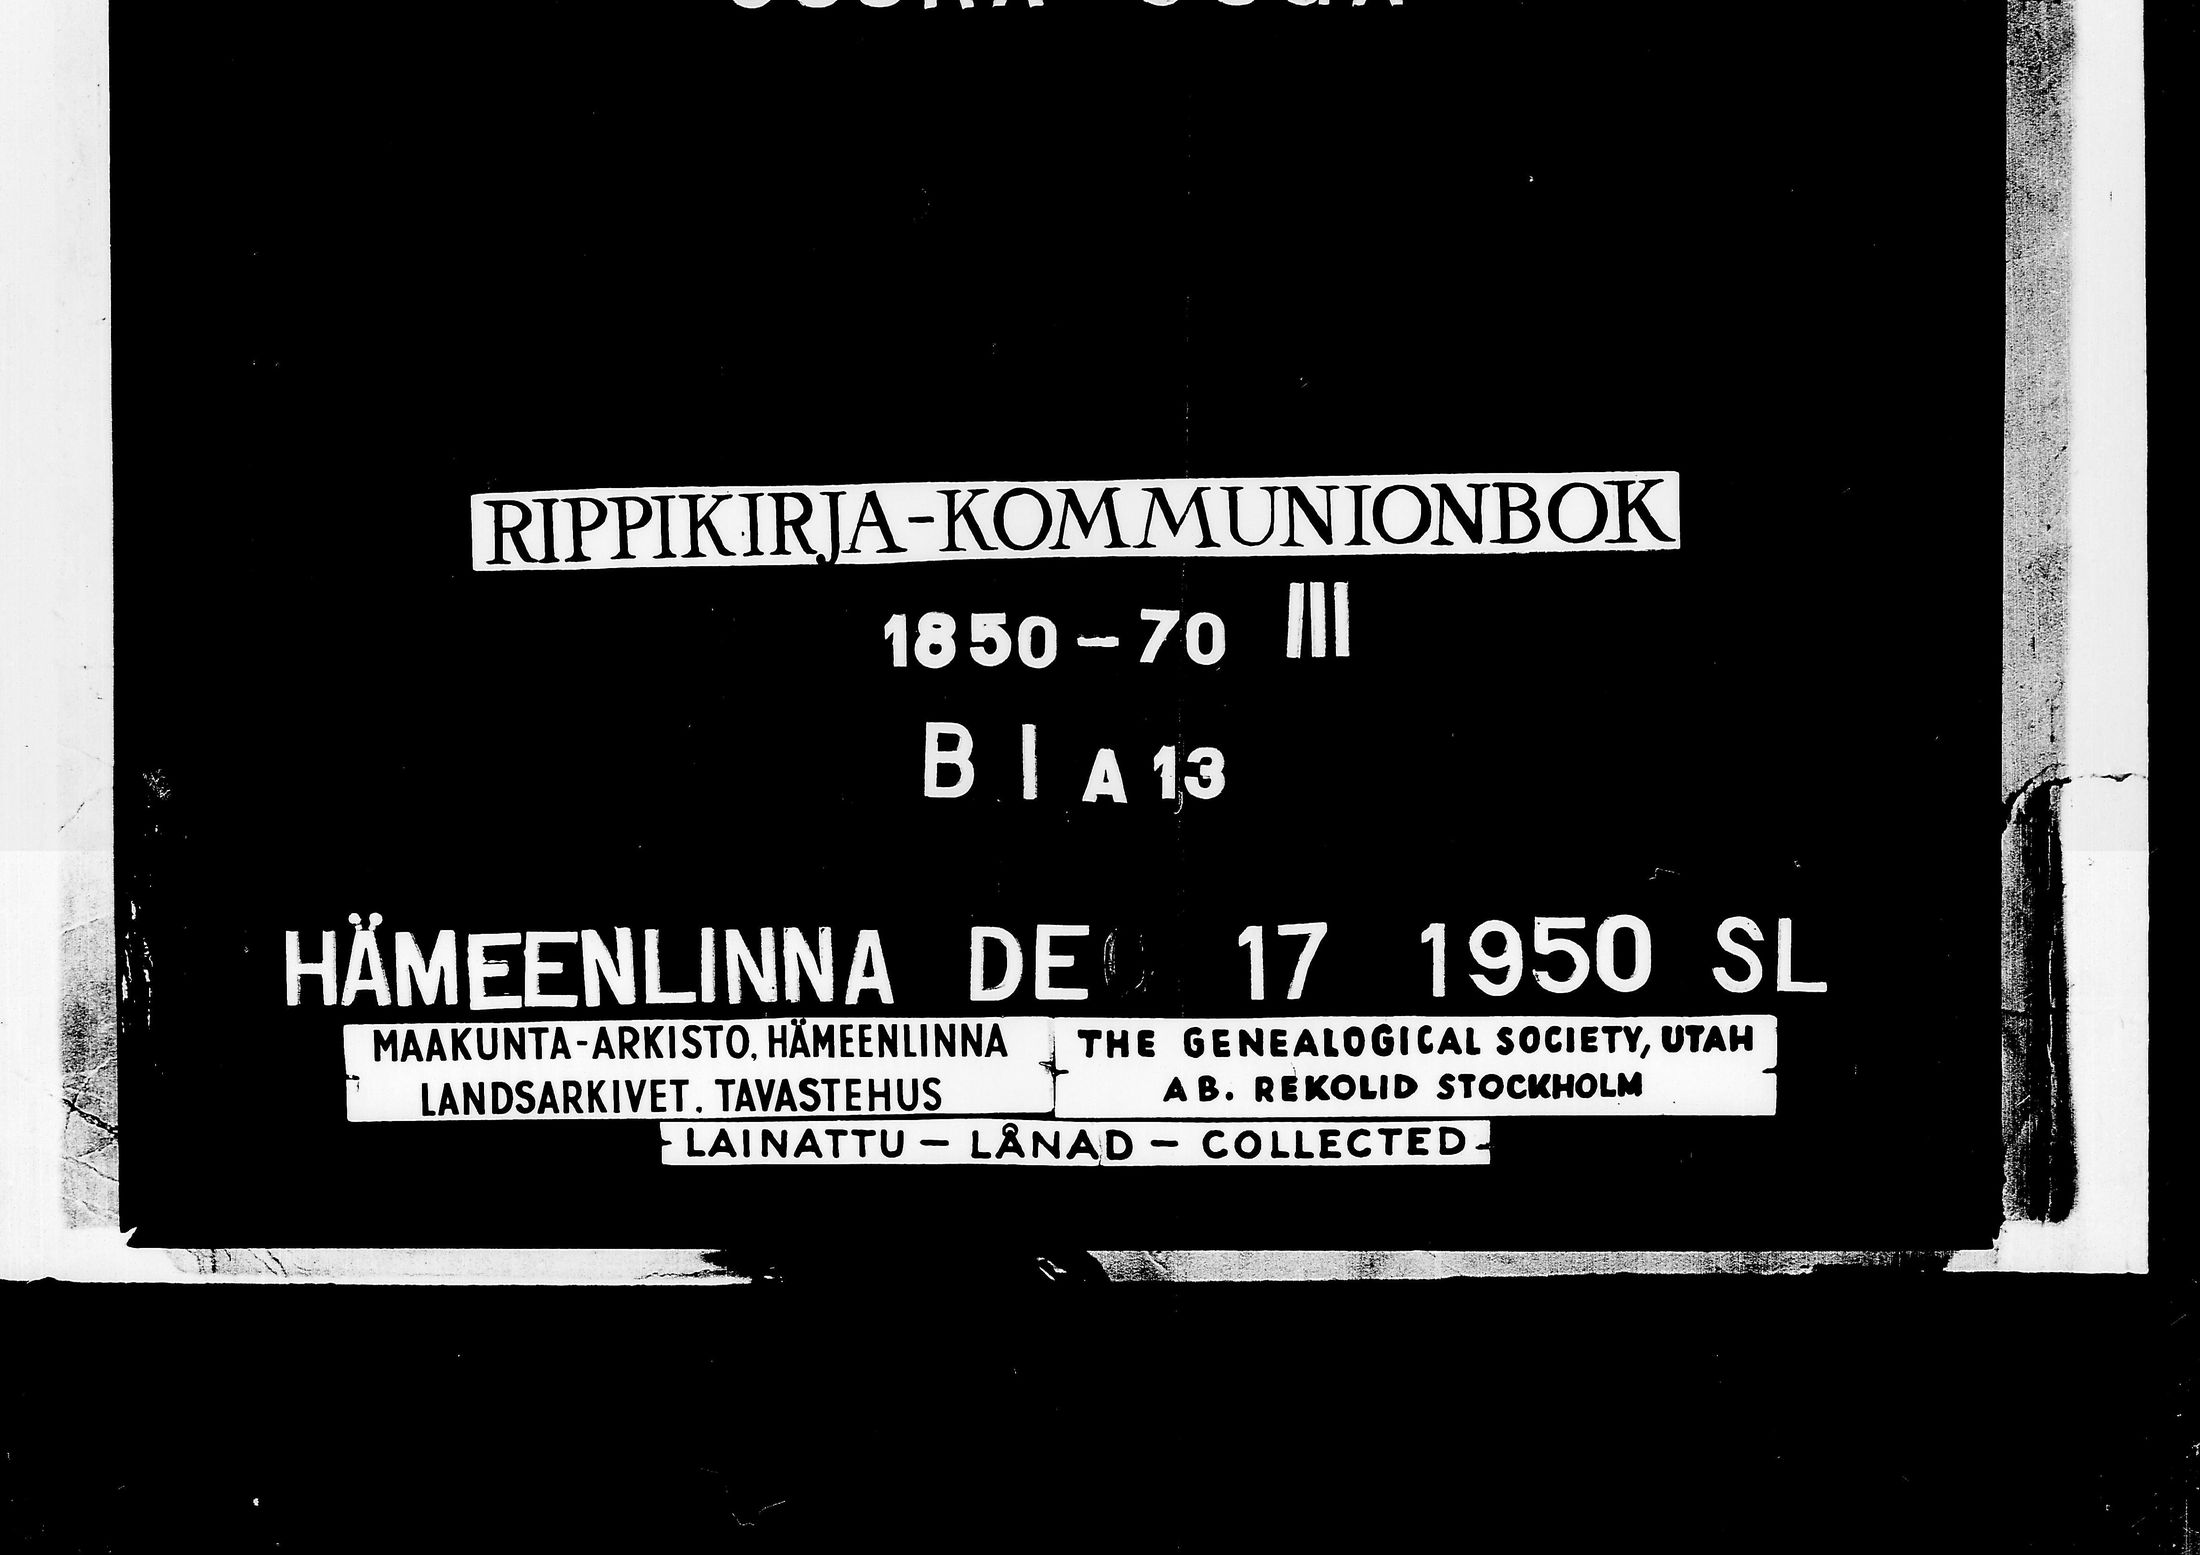 RIPPIKIRJA-KOMMUNIONBOK
1850-70 III
B I A 13
HÄMEENLINNA DE 17 1950 SL
MAAKUNTA-ARKISTO, HÄMEENLINNA
LANDSARKIVET. TAVASTEHUS
THE GENEALOGICAL SOCIETY, UTAH
AB. REKOLID STOCKHOLM
LAINATTU - LÅNAD - COLLECTED